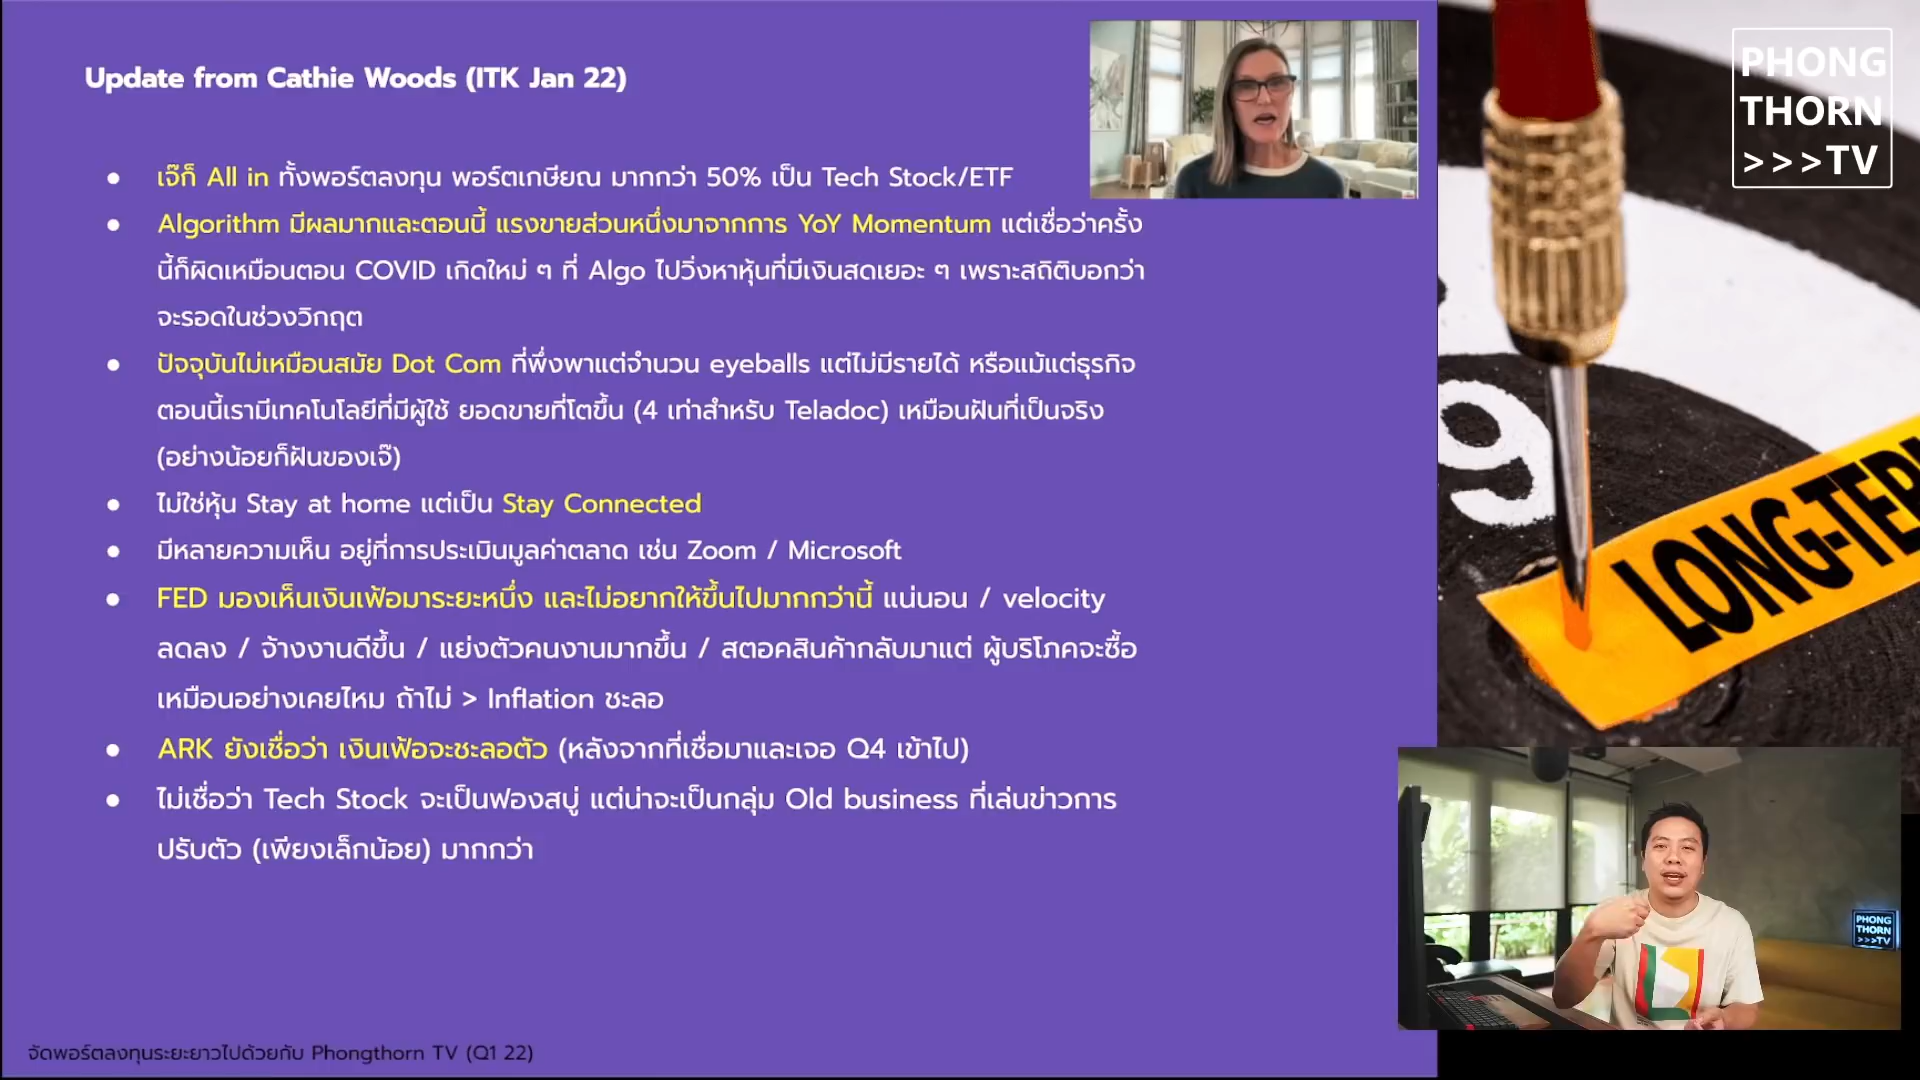 Update from Cathie Woods (ITK Jan 22)
● เจ๊ก็ All in ทั้งพอร์ตลงทุน พอร์ตเกษียณ มากกว่า 50% เป็น Tech Stock/ETF
● Algorithm มีผลมากและตอนนี้ แรงขายส่วนหนึ่งมาจากการ YoY Momentum แต่เชื่อว่าครั้ง
นี้ก็ผิดเหมือนตอน COVID เกิดใหม่ ๆ ที่ Algo ไปวิ่งหาหุ้นที่มีเงินสดเยอะ ๆ เพราะสถิติบอกว่า
จะรอดในช่วงวิกฤต
● ปัจจุบันไม่เหมือนสมัย Dot Com ที่พึ่งพาแต่จำนวน eyeballs แต่ไม่มีรายได้ หรือแม้แต่ธุรกิจ
ตอนนี้เรามีเทคโนโลยีที่มีผู้ใช้ ยอดขายที่โตขึ้น (4 เท่าสำหรับ Teladoc) เหมือนฝันที่เป็นจริง
(อย่างน้อยก็ฝันของเจ๊)
● ไม่ใช่หุ้น Stay at home แต่เป็น Stay Connected
● มีหลายความเห็น อยู่ที่การประเมินมูลค่าตลาด เช่น Zoom / Microsoft
● FED มองเห็นเงินเฟ้อมาระยะหนึ่ง และไม่อยากให้ขึ้นไปมากกว่านี้ แน่นอน / velocity
ลดลง / จ้างงานดีขึ้น / แย่งตัวคนงานมากขึ้น / สตอคสินค้ากลับมาแต่ ผู้บริโภคจะซื้อ
เหมือนอย่างเคยไหม ถ้าไม่ > Inflation ชะลอ
● ARK ยังเชื่อว่า เงินเฟ้อจะชะลอตัว (หลังจากที่เชื่อมาและเจอ Q4 เข้าไป)
● ไม่เชื่อว่า Tech Stock จะเป็นฟองสบู่ แต่น่าจะเป็นกลุ่ม Old business ที่เล่นข่าวการ
ปรับตัว (เพียงเล็กน้อย) มากกว่า
จัดพอร์ตลงทุนระยะยาวไปด้วยกับ Phongthorn TV (Q1 22)
PHONG
THORN
>>>TV
9
LONG-TER
PHONG
THORN
>>>TV